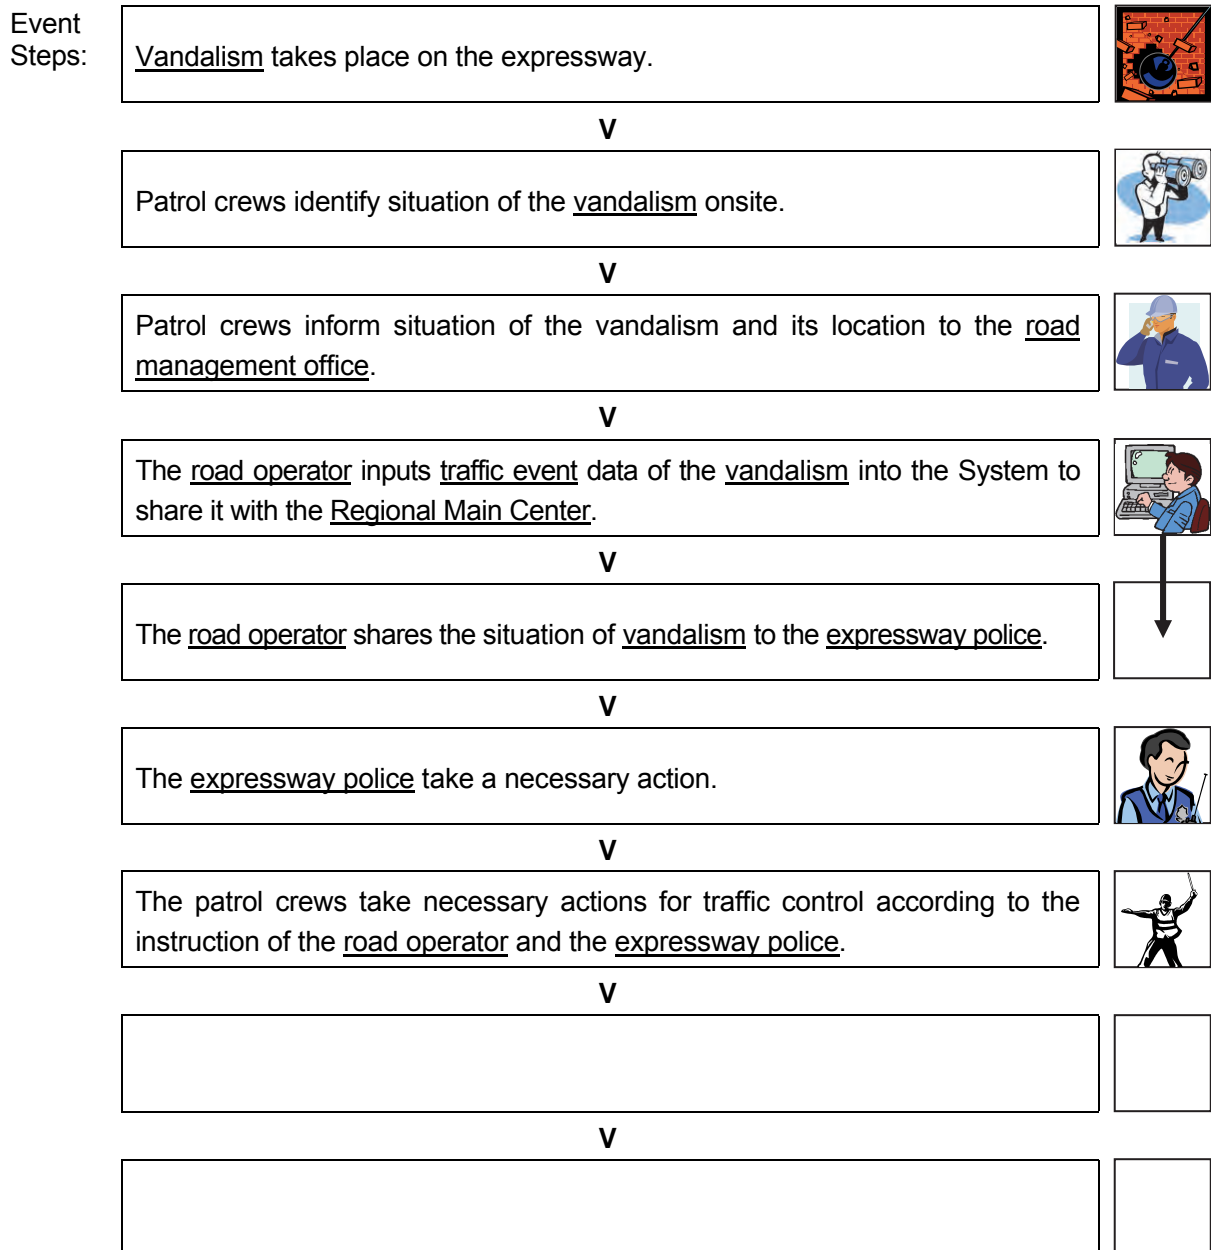 Event
Steps:
Vandalism takes place on the expressway.
V
Patrol crews identify situation of the vandalism onsite.
V
Patrol crews inform situation of the vandalism and its location to the road
management office.
V
The road operator inputs traffic event data of the vandalism into the System to
share it with the Regional Main Center.
V
The road operator shares the situation of vandalism to the expressway police.
V
The expressway police take a necessary action.
V
The patrol crews take necessary actions for traffic control according to the
instruction of the road operator and the expressway police.
V
V